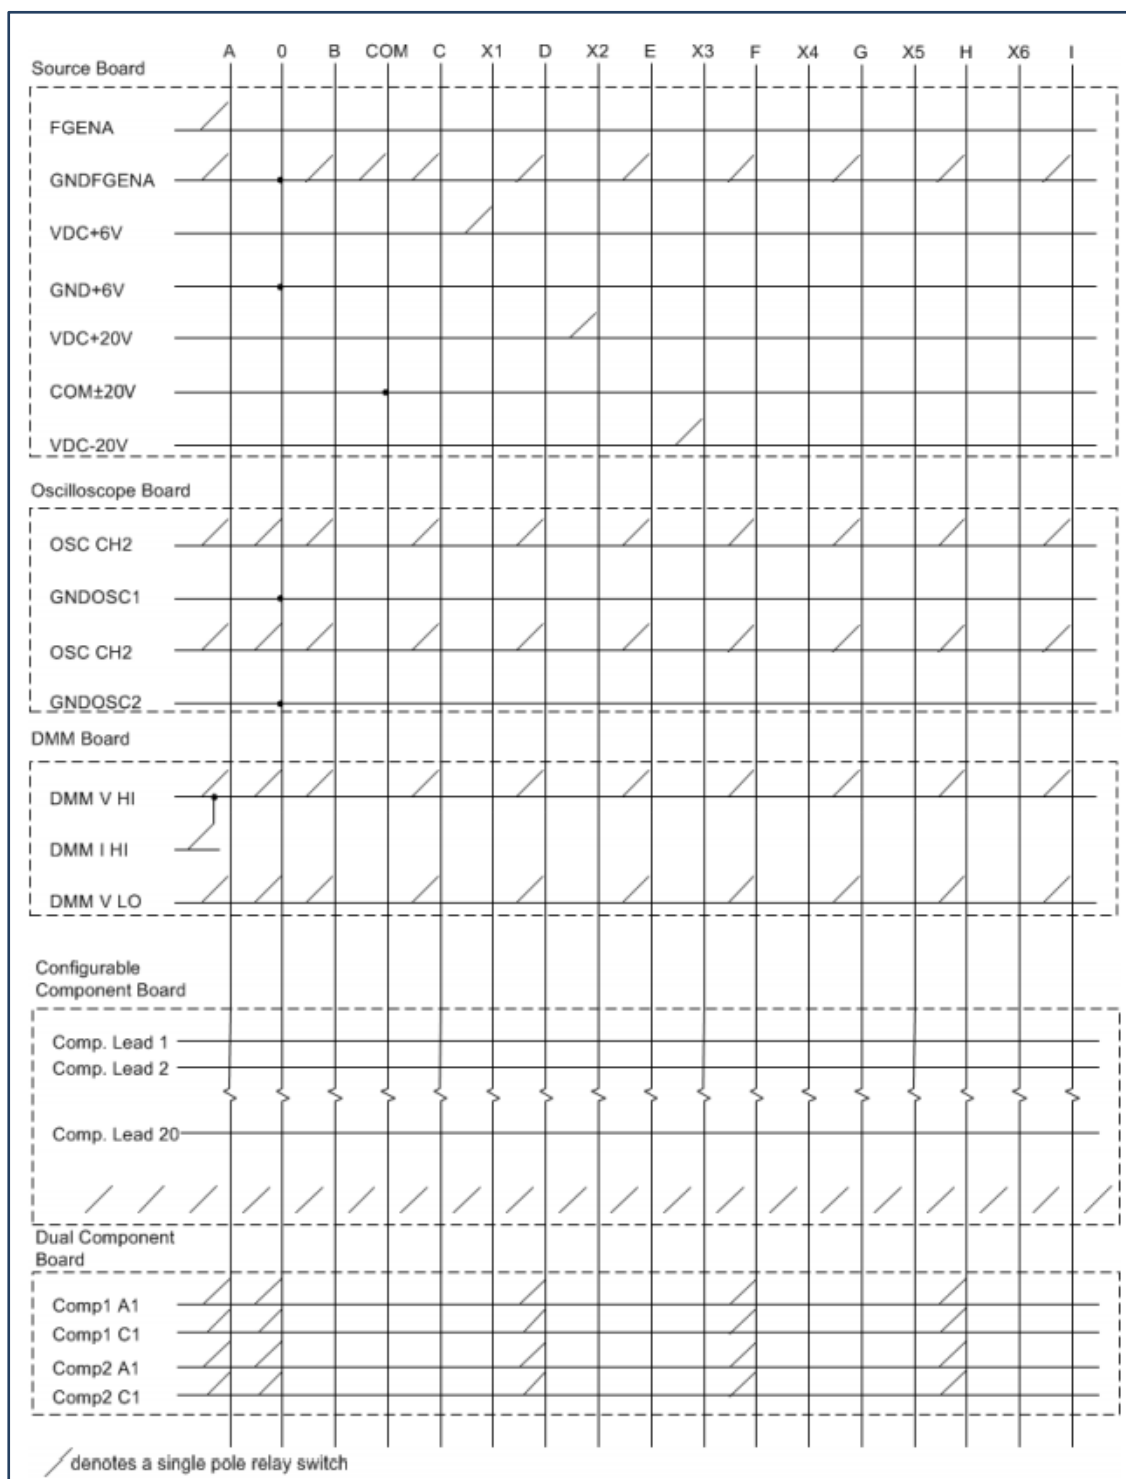 A 0 B COM C X1 D X2 E X3 F X4 G X5 H X6 I
Source Board
FGENA
GNDFGENA
VDC+6V
GND+6V
VDC+20V
COM±20V
VDC-20V
Oscilloscope Board
OSC CH2
GNDOSC1
OSC CH2
GNDOSC2
DMM Board
DMM V HI
DMM I HI
DMM V LO
Configurable
Component Board
Comp. Lead 1
Comp. Lead 2
Comp. Lead 20
Dual Component
Board
Comp1 A1
Comp1 C1
Comp2 A1
Comp2 C1
denotes a single pole relay switch